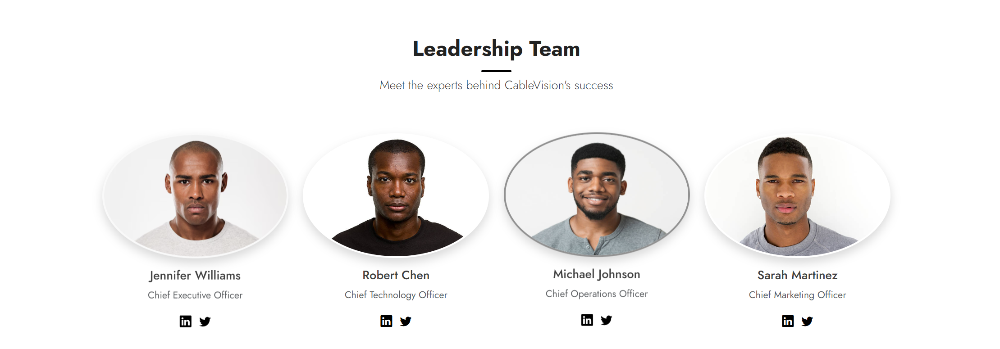 Leadership Team
Meet the experts behind CableVision's success
Jennifer Williams
Chief Executive Officer
Robert Chen
Chief Technology Officer
Michael Johnson
Chief Operations Officer
Sarah Martinez
Chief Marketing Officer